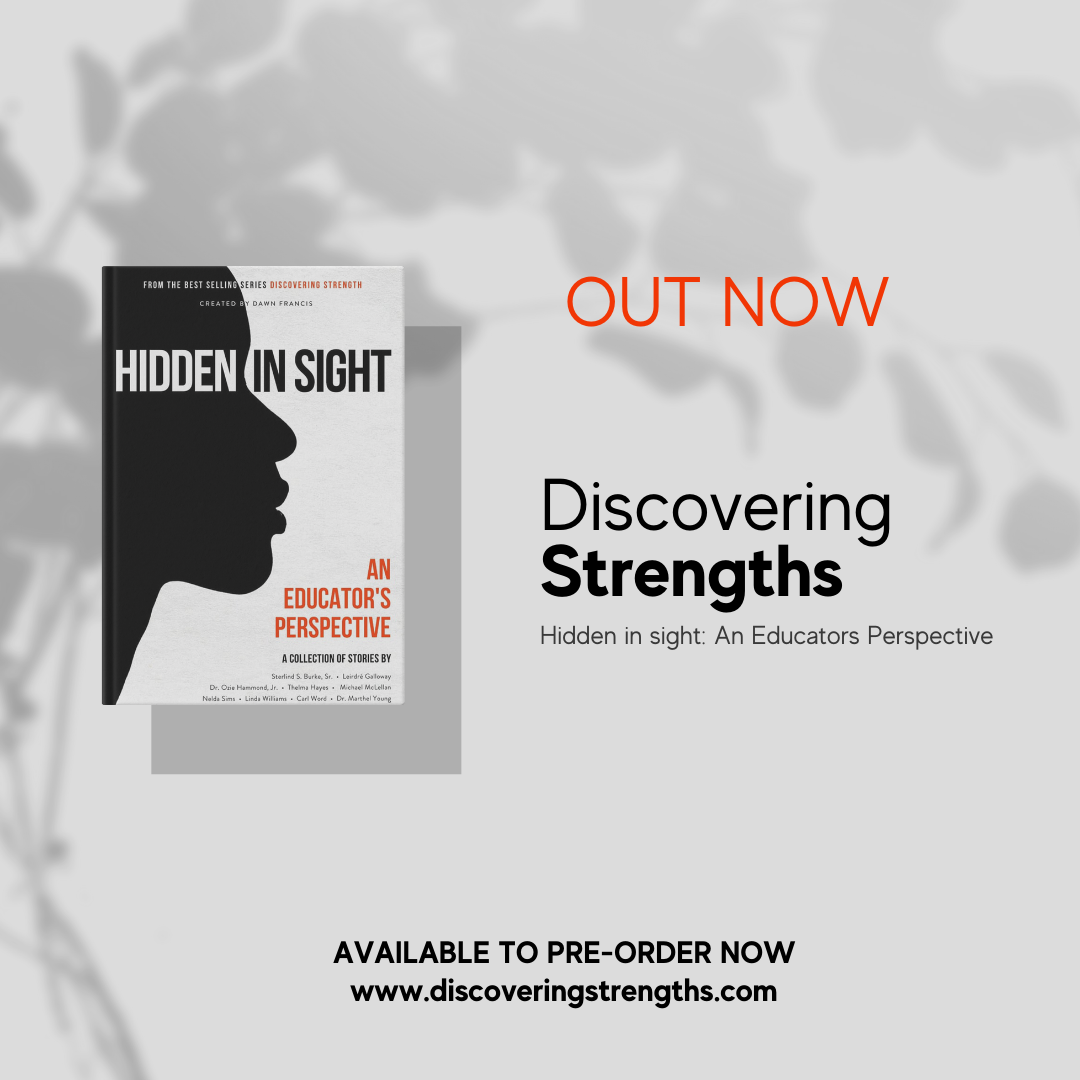 FROM THE BEST SELLING SERIES DISCOVERING STRENGTH
CREATED BY DAWN FRANCIS
HIDDEN IN SIGHT
AN
EDUCATOR'S
PERSPECTIVE
A COLLECTION OF STORIES BY
Sterfind S. Burke, Sr. • Leirdré Galloway
Dr. Ozie Hammond, Jr. • Thelma Hayes • Michael McLellan
Nalda Sims • Linda Williams • Carl Word • Dr. Marthel Young
OUT NOW
Discovering
Strengths
Hidden in sight: An Educators Perspective
AVAILABLE TO PRE-ORDER NOW
www.discoveringstrengths.com